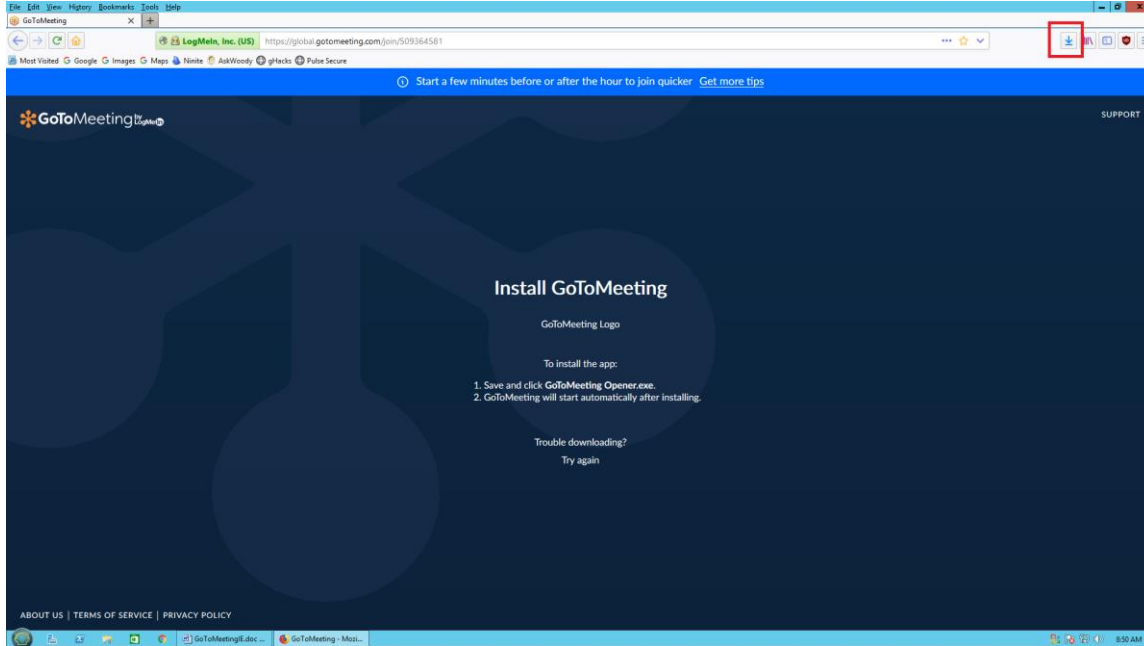 File Edit View History Bookmarks Tools Help
GoToMeeting
LogMeIn, Inc. (US) https://global.gotomeeting.com/join/509364581
Most Visited Google Images Maps Ninite AskWoody gHacks Pulse Secure
Start a few minutes before or after the hour to join quicker Get more tips
GoToMeeting by LogMeIn
SUPPORT
Install GoToMeeting
GoToMeeting Logo
To install the app:
1. Save and click GoToMeeting Opener.exe.
2. GoToMeeting will start automatically after installing.
Trouble downloading?
Try again
ABOUT US | TERMS OF SERVICE | PRIVACY POLICY
GoToMeetingIE.doc ... GoToMeeting - Mozi... 8:50 AM